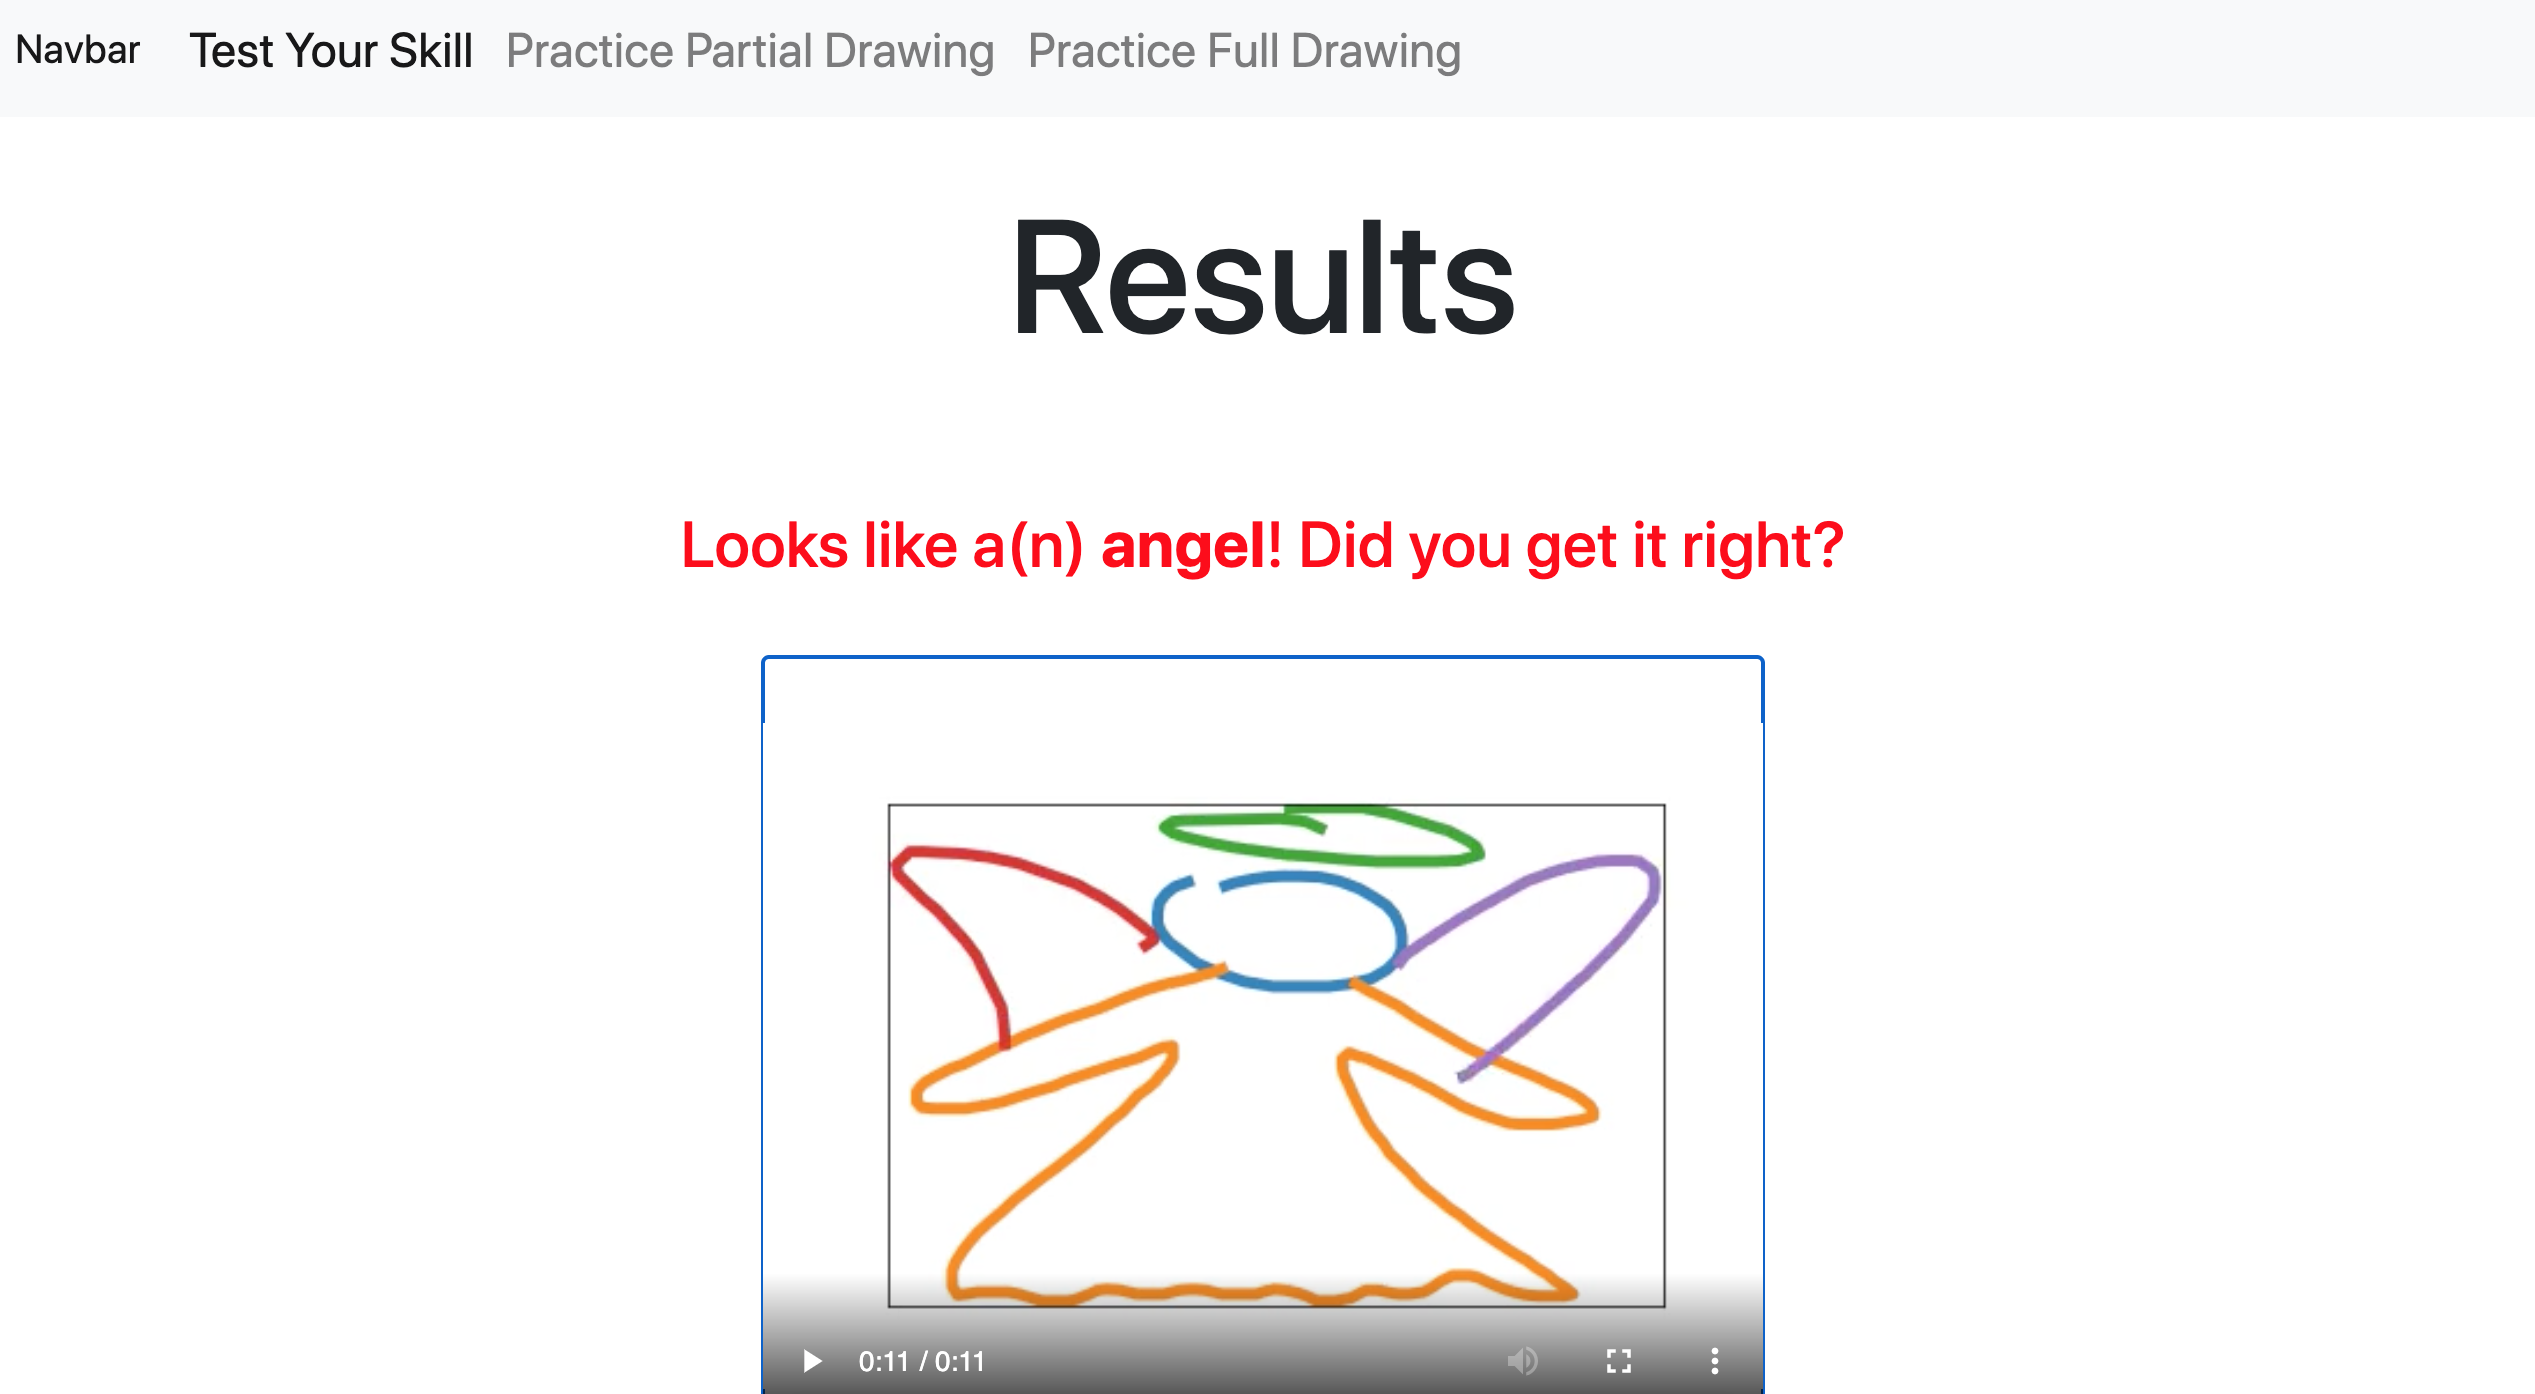 Navbar Test Your Skill Practice Partial Drawing Practice Full Drawing
Results
Looks like a(n) angel! Did you get it right?
0:11 / 0:11